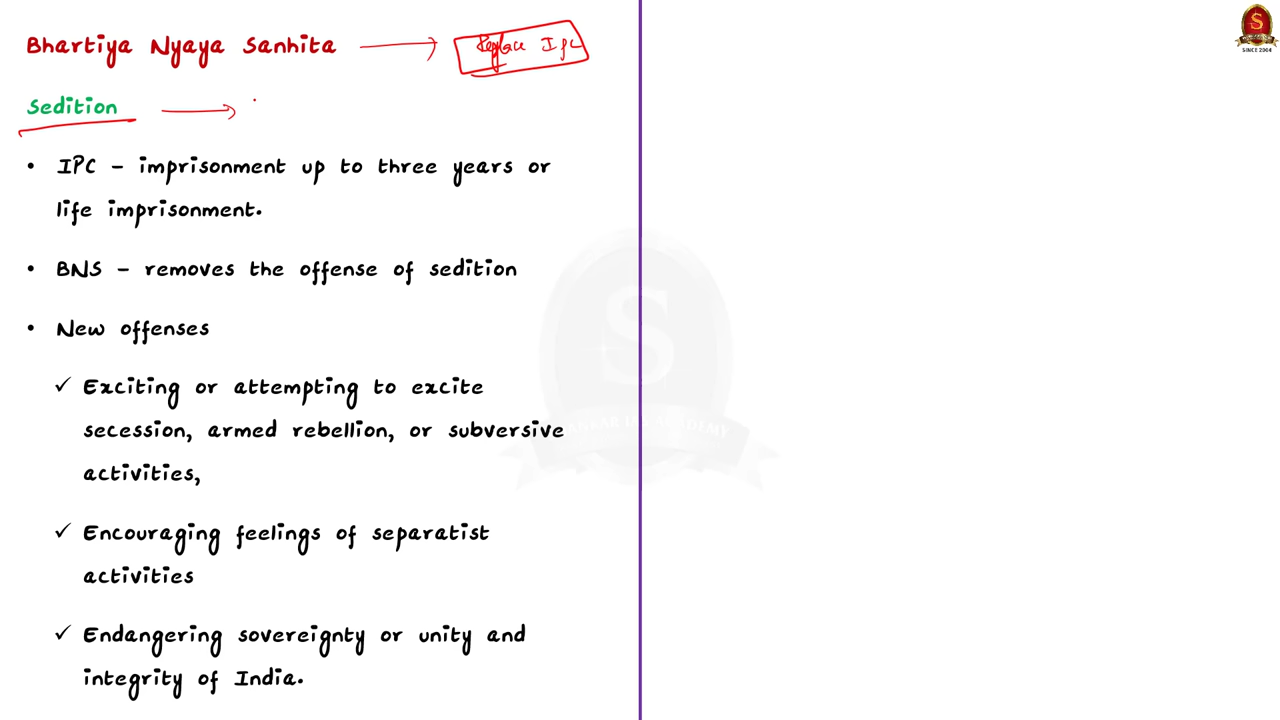 Bhartiya Nyaya Sanhita
Replace IPC
Sedition
• IPC – imprisonment up to three years or
life imprisonment.
• BNS – removes the offense of sedition
• New offenses
✓ Exciting or attempting to excite
secession, armed rebellion, or subversive
activities,
✓ Encouraging feelings of separatist
activities
✓ Endangering sovereignty or unity and
integrity of India.
SINCE 2004